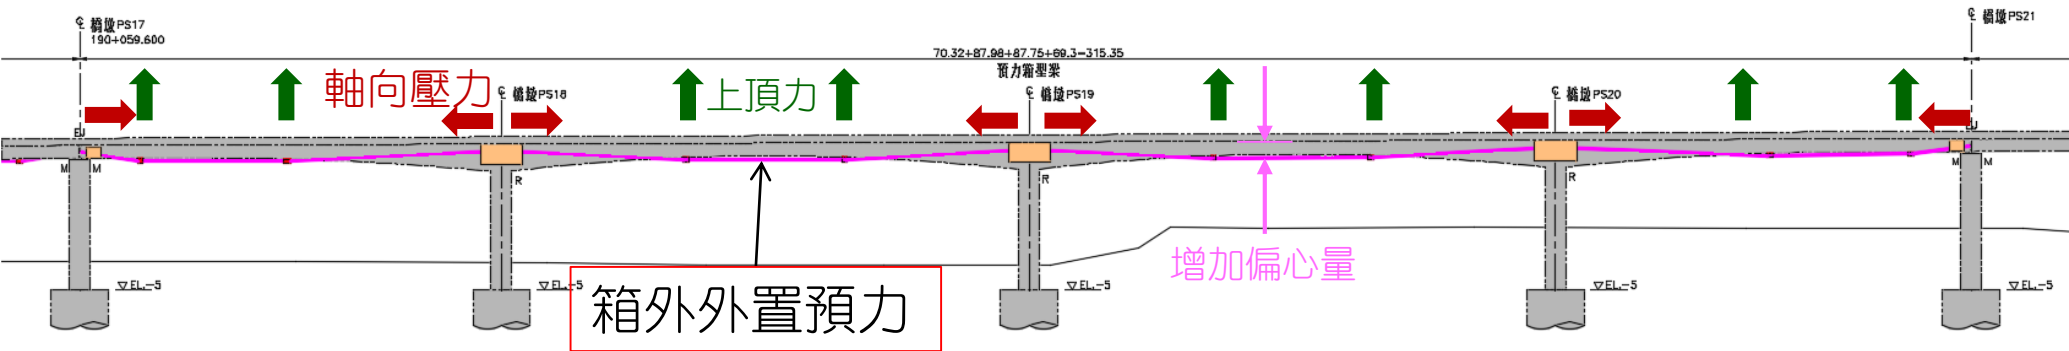 ℄ 橋墩PS17
190+059.600
℄ 橋墩PS21
70.32+87.98+87.75+69.3=315.35
預力箱型梁
軸向壓力
℄ 橋墩PS18
上頂力
℄ 橋墩PS19
℄ 橋墩PS20
EJ
EJ
M M
R
R
R
M M
增加偏心量
▽EL.-5
▽EL.-5
▽EL.-5
▽EL.-5
▽EL.-5
箱外外置預力